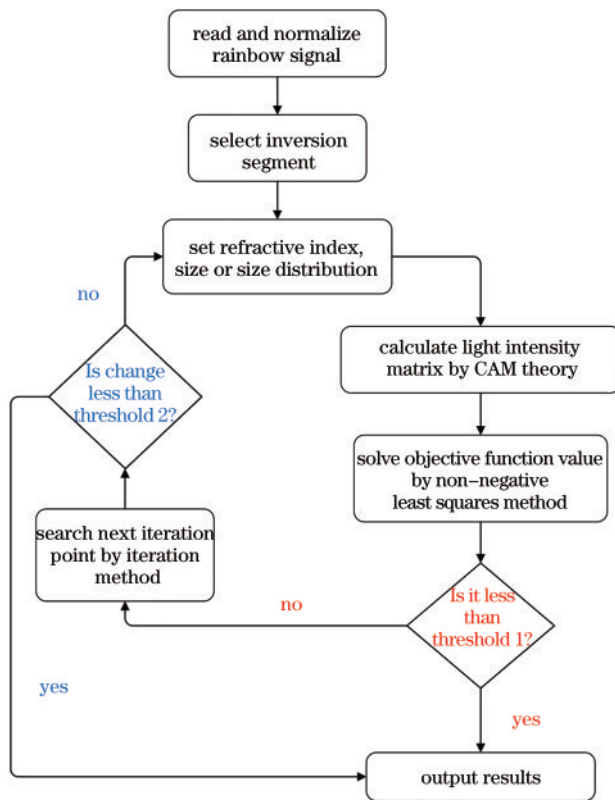 read and normalize
rainbow signal
select inversion
segment
set refractive index,
size or size distribution
no
calculate light intensity
matrix by CAM theory
Is change
less than
threshold 2?
solve objective function value
by non-negative
least squares method
search next iteration
point by iteration
method
no
Is it less
than
threshold 1?
yes
yes
output results